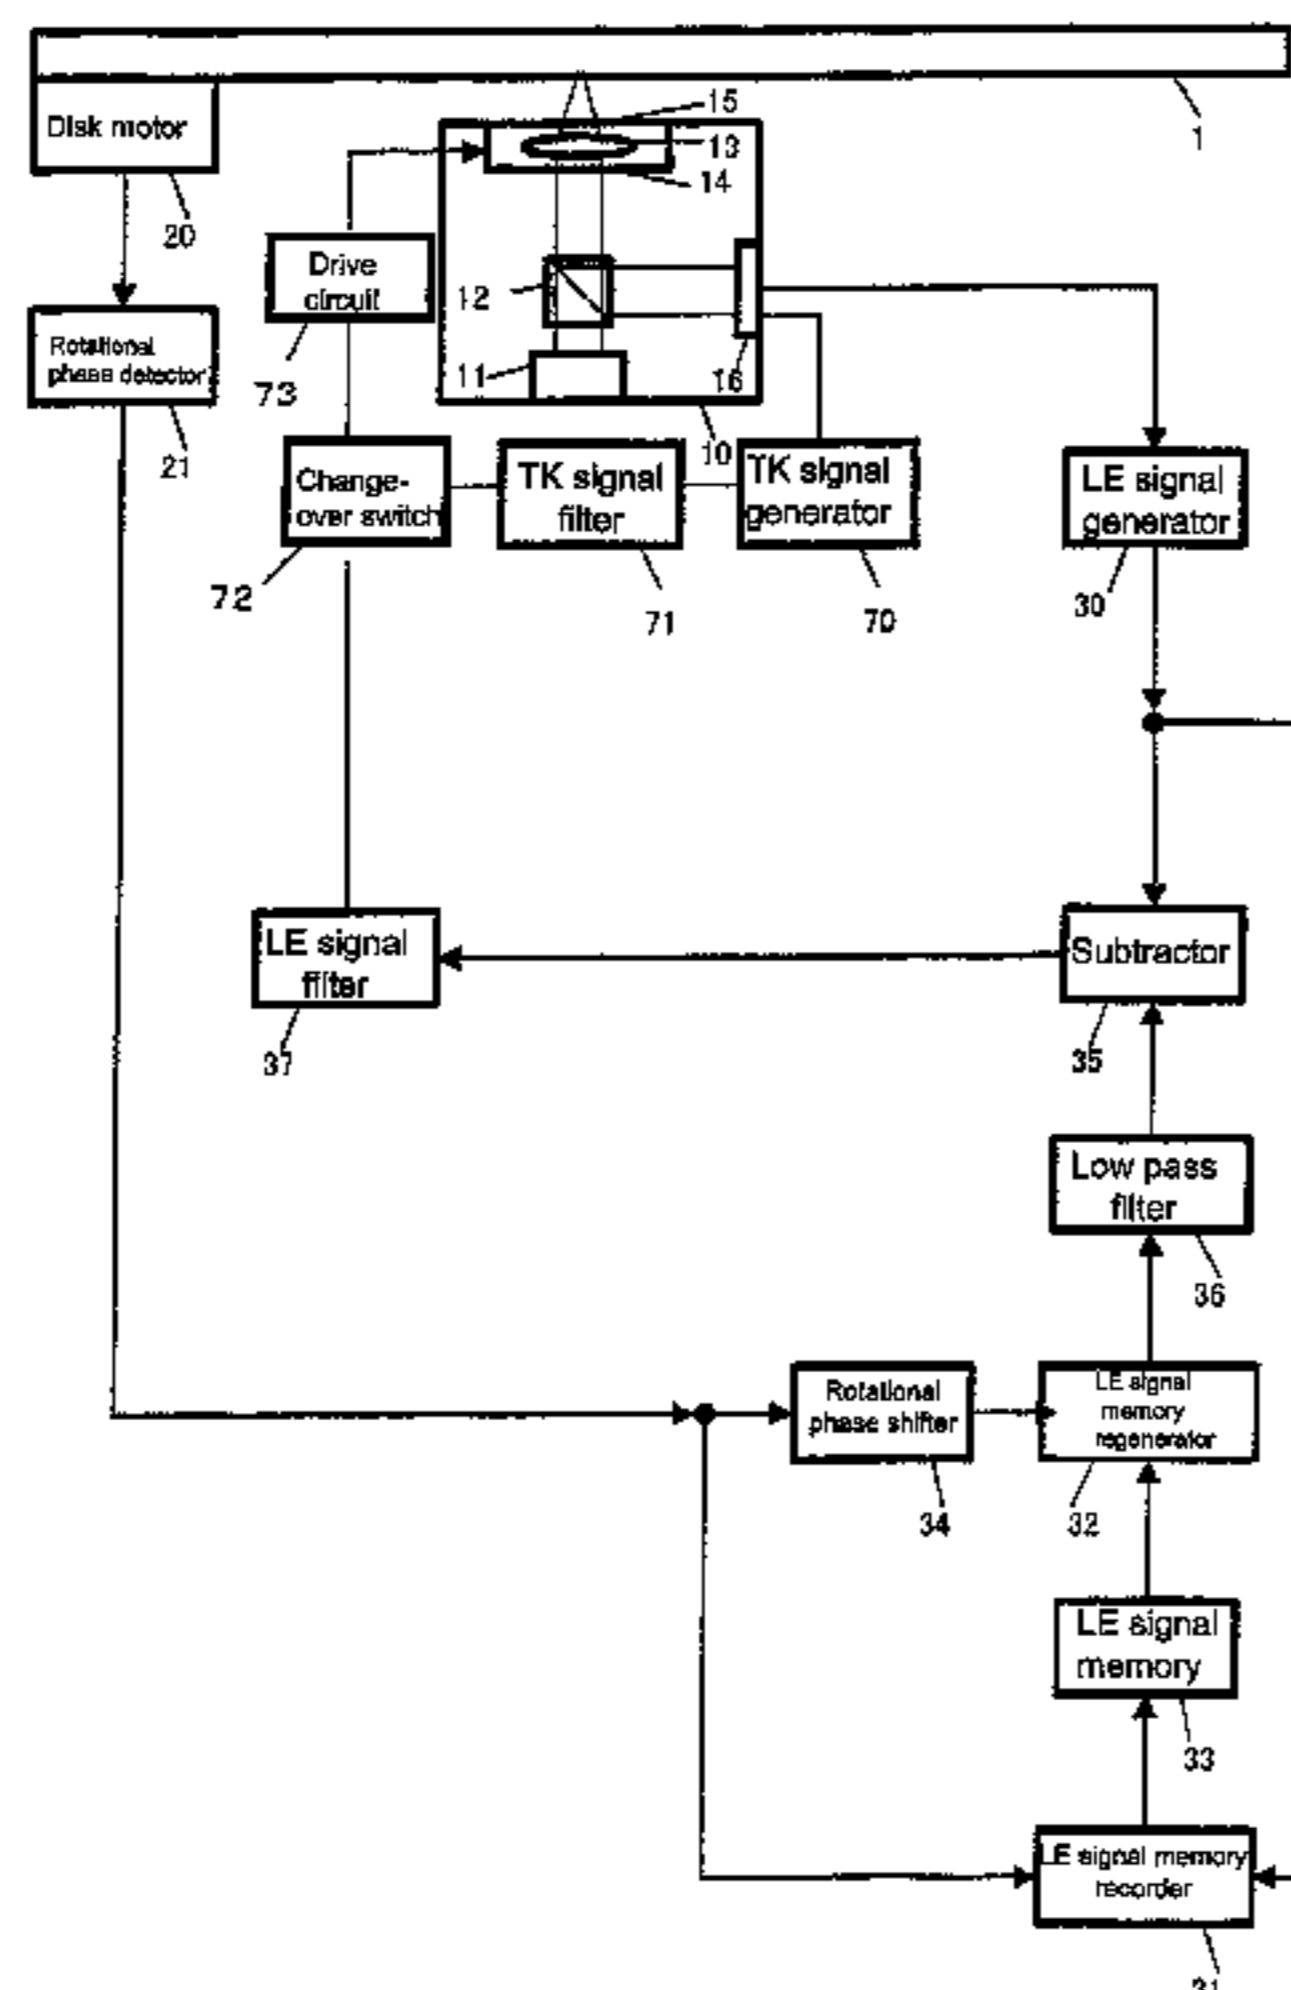 Disk motor
20
1
15
13
14
12
11
16
10
Drive
circuit
73
Rotational
phase detector
21
Change-
over switch
72
TK signal
filter
71
TK signal
generator
70
LE signal
generator
30
LE signal
filter
37
Subtractor
35
Low pass
filter
36
Rotational
phase shifter
34
LE signal
memory
regenerator
32
LE signal
memory
33
LE signal memory
recorder
31